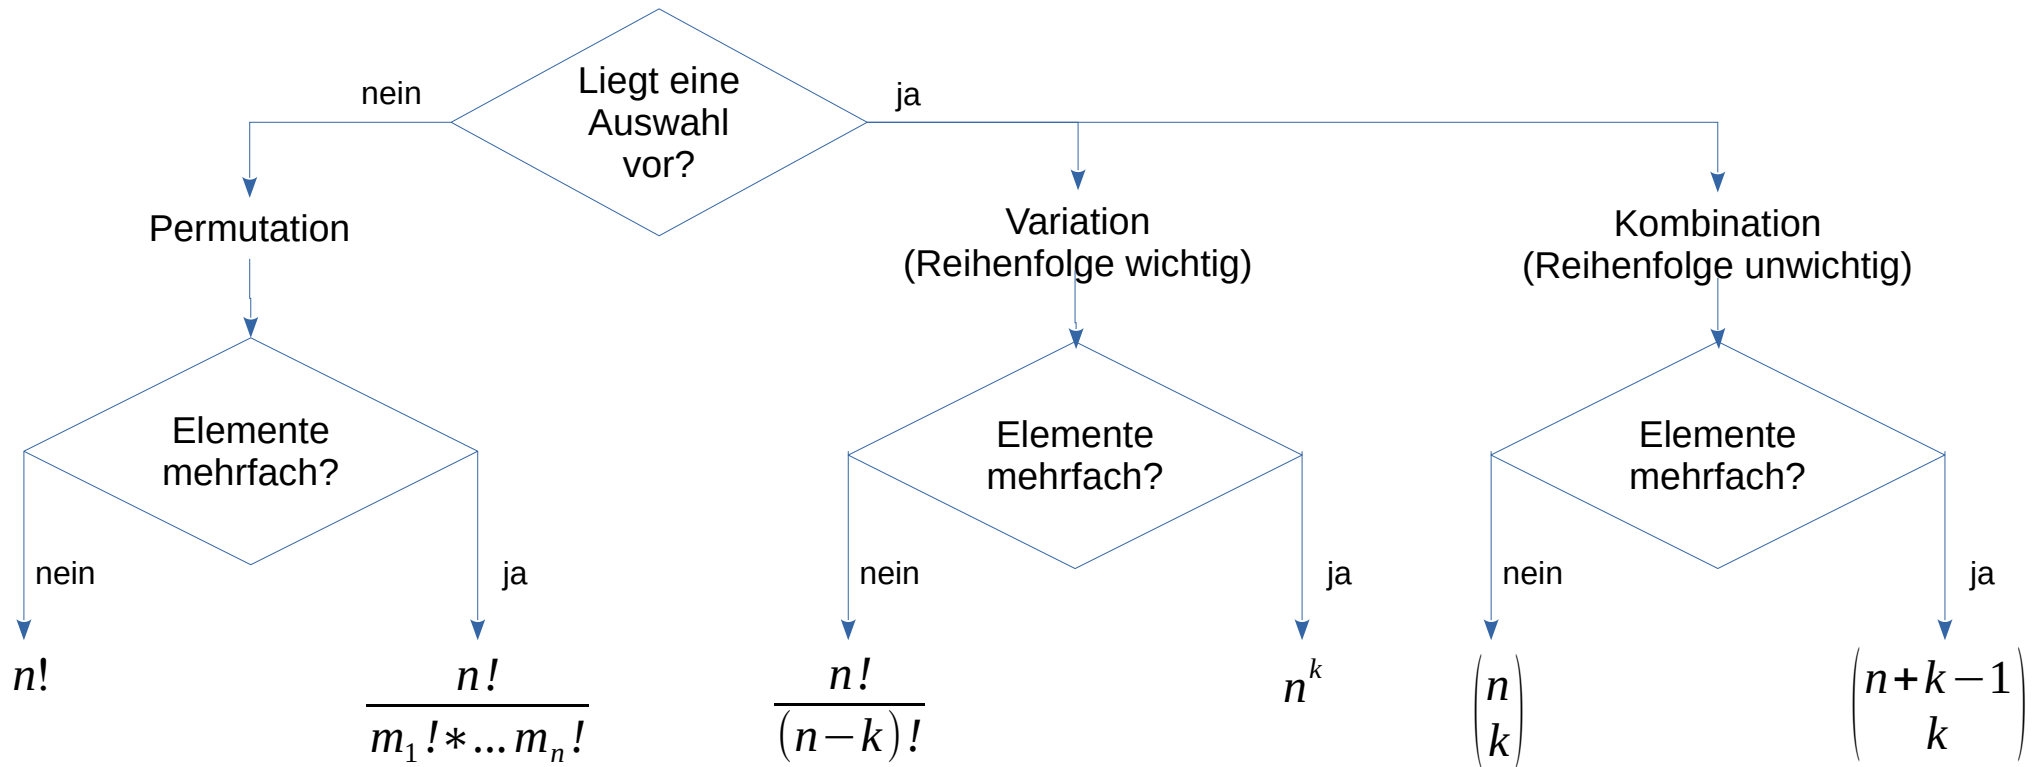 nein
Liegt eine
Auswahl
vor?
ja
Permutation
Variation
(Reihenfolge wichtig)
Kombination
(Reihenfolge unwichtig)
Elemente
mehrfach?
Elemente
mehrfach?
Elemente
mehrfach?
nein
ja
nein
ja
nein
ja
n!
n!
m₁!∗…mₙ!
n!
(n−k)!
nᵏ
(n
k)
(n+k−1
k)